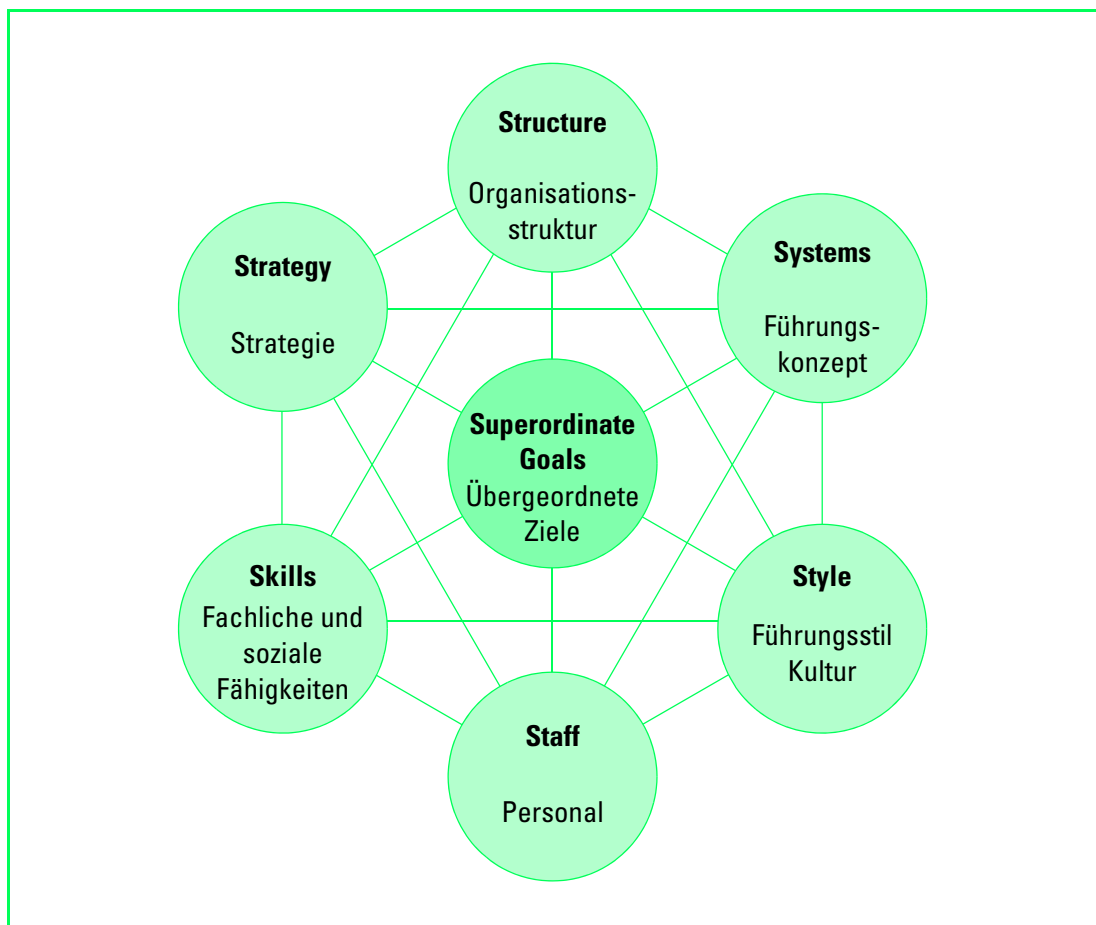 Structure
Organisations-
struktur
Strategy
Strategie
Systems
Führungs-
konzept
Superordinate
Goals
Übergeordnete
Ziele
Skills
Fachliche und
soziale
Fähigkeiten
Style
Führungsstil
Kultur
Staff
Personal